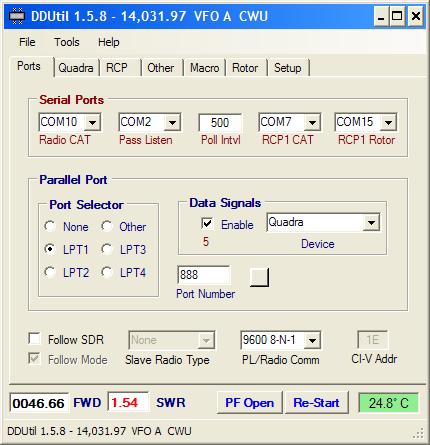 DDUtil 1.5.8 - 14,031.97 VFO A CWU
File Tools Help
Ports Quadra RCP Other Macro Rotor Setup
Serial Ports
COM10 COM2 500 COM7 COM15
Radio CAT Pass Listen Poll Intvl RCP1 CAT RCP1 Rotor
Parallel Port
Port Selector
None Other
LPT1 LPT3
LPT2 LPT4
Data Signals
Enable Quadra
5 Device
888
Port Number
Follow SDR None 9600 8-N-1 1E
Follow Mode Slave Radio Type PL/Radio Comm CI-V Addr
0046.66 FWD 1.54 SWR PF Open Re-Start 24.8° C
DDUtil 1.5.8 - 14,031.97 VFO A CWU